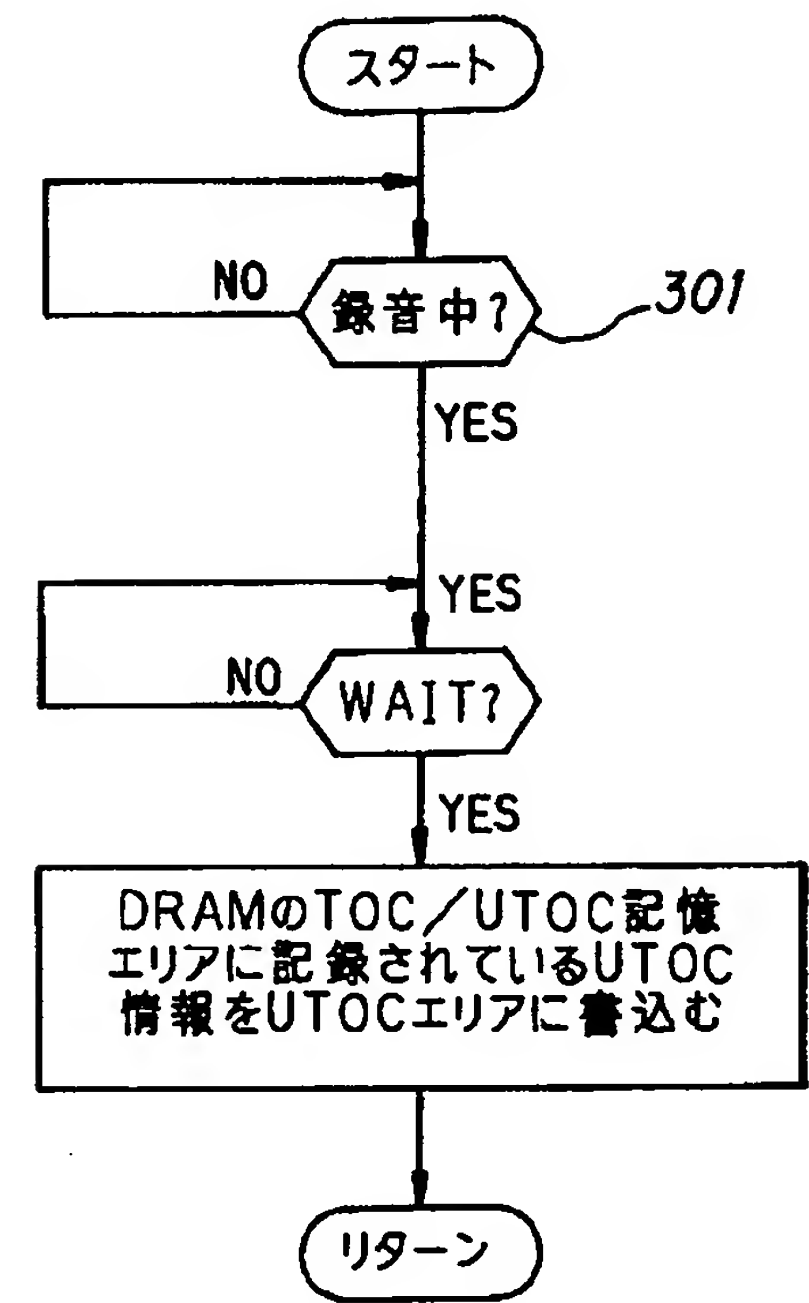 スタート
NO
録音中?
301
YES
YES
NO
WAIT?
YES
DRAMのTOC/UTOC記憶
エリアに記録されているUTOC
情報をUTOCエリアに書込む
リターン